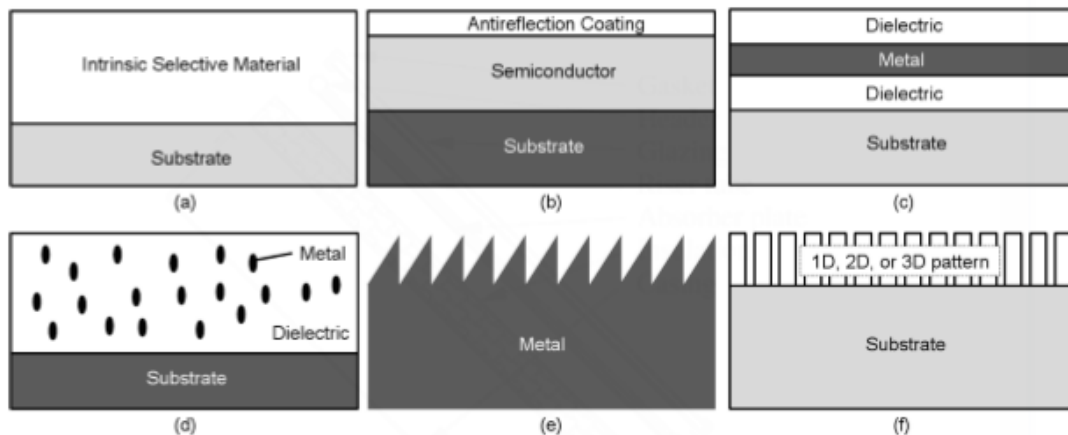 Intrinsic Selective Material
Substrate
(a)
Antireflection Coating
Semiconductor
Substrate
(b)
Dielectric
Metal
Dielectric
Substrate
(c)
Metal
Dielectric
Substrate
(d)
Metal
(e)
1D, 2D, or 3D pattern
Substrate
(f)